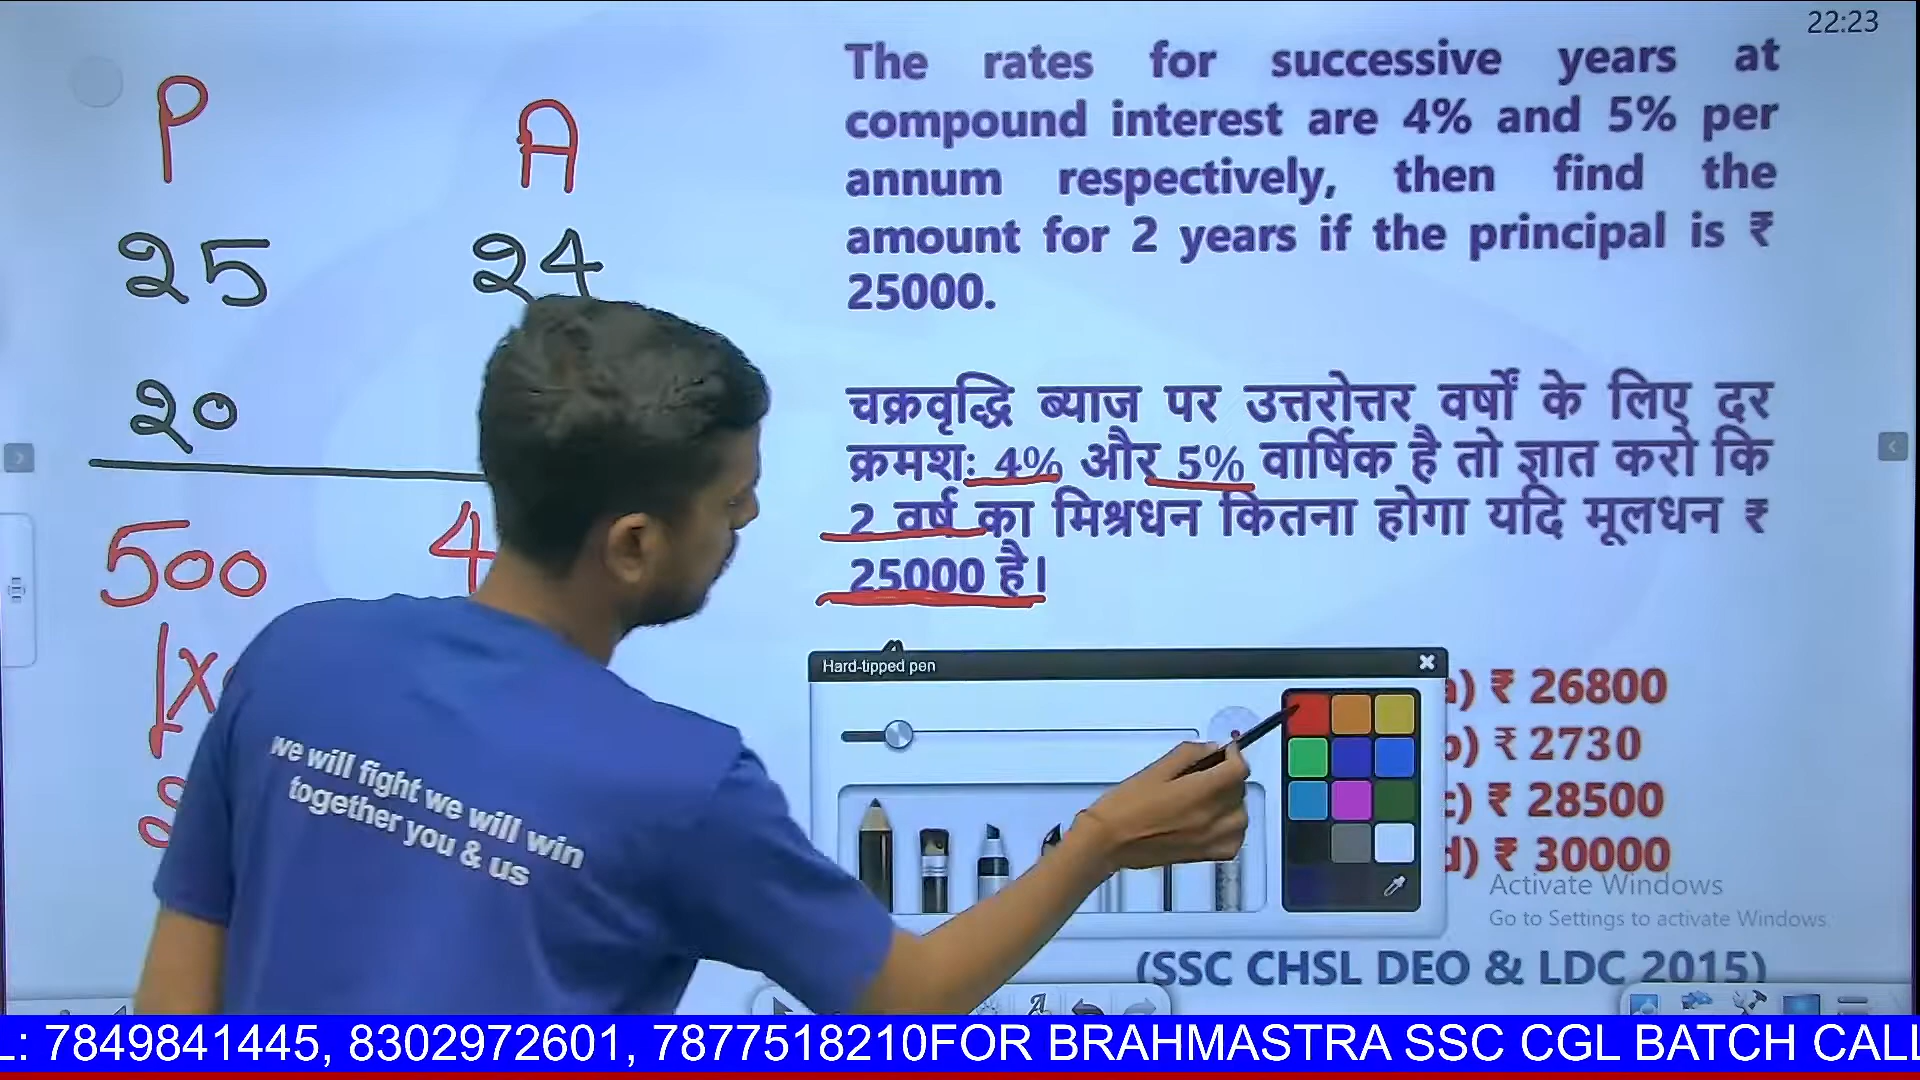 22:23
P
A
25
24
20
500
4
The rates for successive years at
compound interest are 4% and 5% per
annum respectively, then find the
amount for 2 years if the principal is ₹
25000.
चक्रवृद्धि ब्याज पर उत्तरोत्तर वर्षों के लिए दर
क्रमशः 4% और 5% वार्षिक है तो ज्ञात करो कि
2 वर्ष का मिश्रधन कितना होगा यदि मूलधन ₹
25000 है।
Hard-tipped pen
a) ₹ 26800
b) ₹ 2730
c) ₹ 28500
d) ₹ 30000
Activate Windows
Go to Settings to activate Windows.
(SSC CHSL DEO & LDC 2015)
we will fight we will win
together you & us
L: 7849841445, 8302972601, 7877518210FOR BRAHMASTRA SSC CGL BATCH CALL